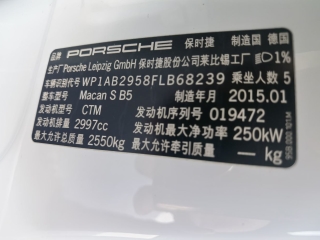 品牌 PORSCHE 保时捷 制造国 德国
生产厂 Porsche Leipzig GmbH 保时捷股份公司莱比锡工厂 1%
车辆识别代号 WP1AB2958FLB68239 乘坐人数 5
整车型号 Macan S B5 制造年月 2015.01
发动机型号 CTM 发动机序列号 019472
发动机排量 2997cc 发动机最大净功率 250kW
最大允许总质量 2550kg 最大允许牵引质量 — kg